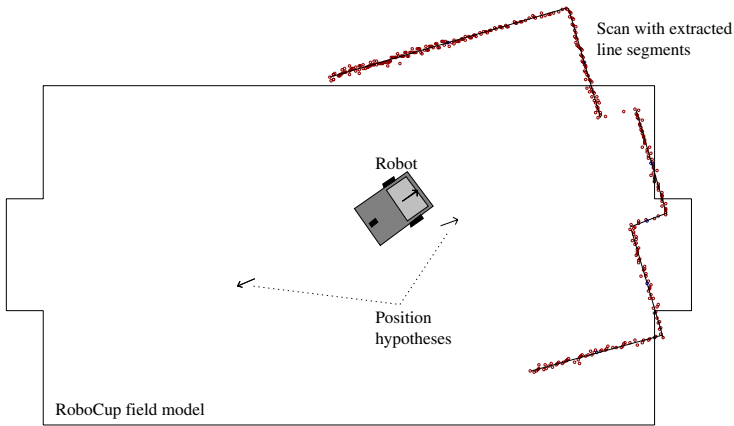 Scan with extracted
line segments
Robot
Position
hypotheses
RoboCup field model